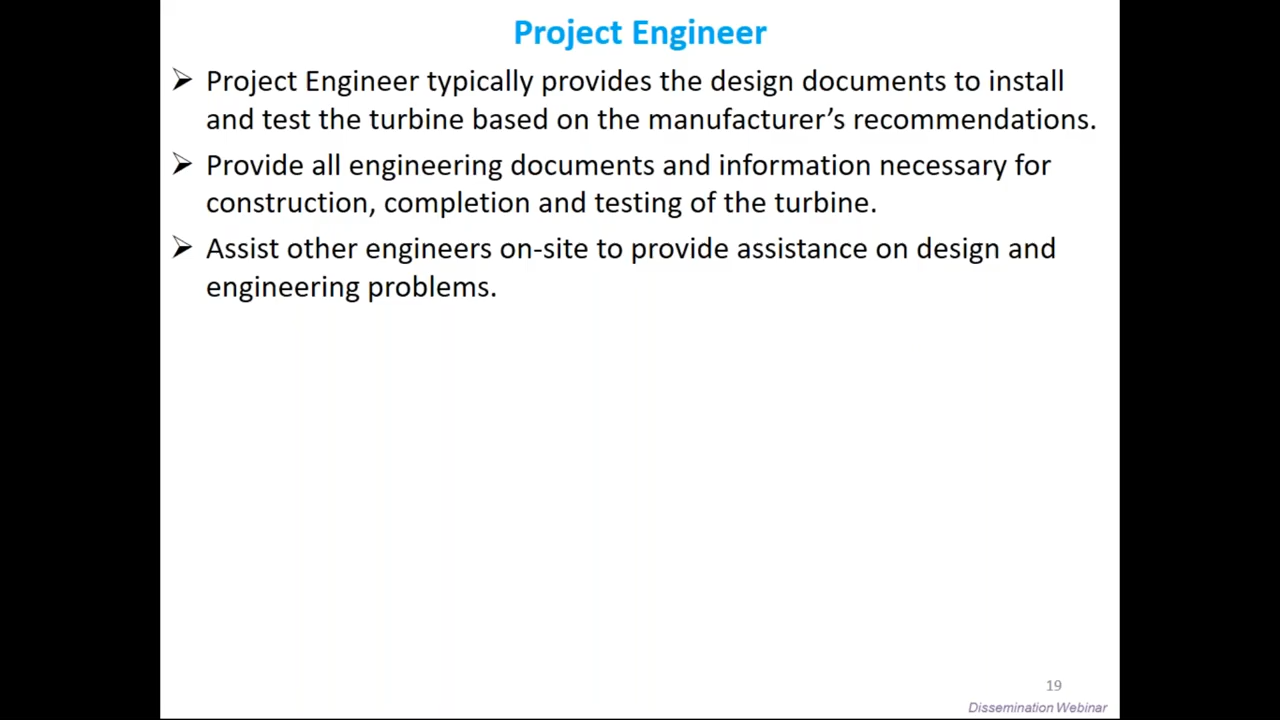 Project Engineer
➢ Project Engineer typically provides the design documents to install
and test the turbine based on the manufacturer’s recommendations.
➢ Provide all engineering documents and information necessary for
construction, completion and testing of the turbine.
➢ Assist other engineers on-site to provide assistance on design and
engineering problems.
19
Dissemination Webinar